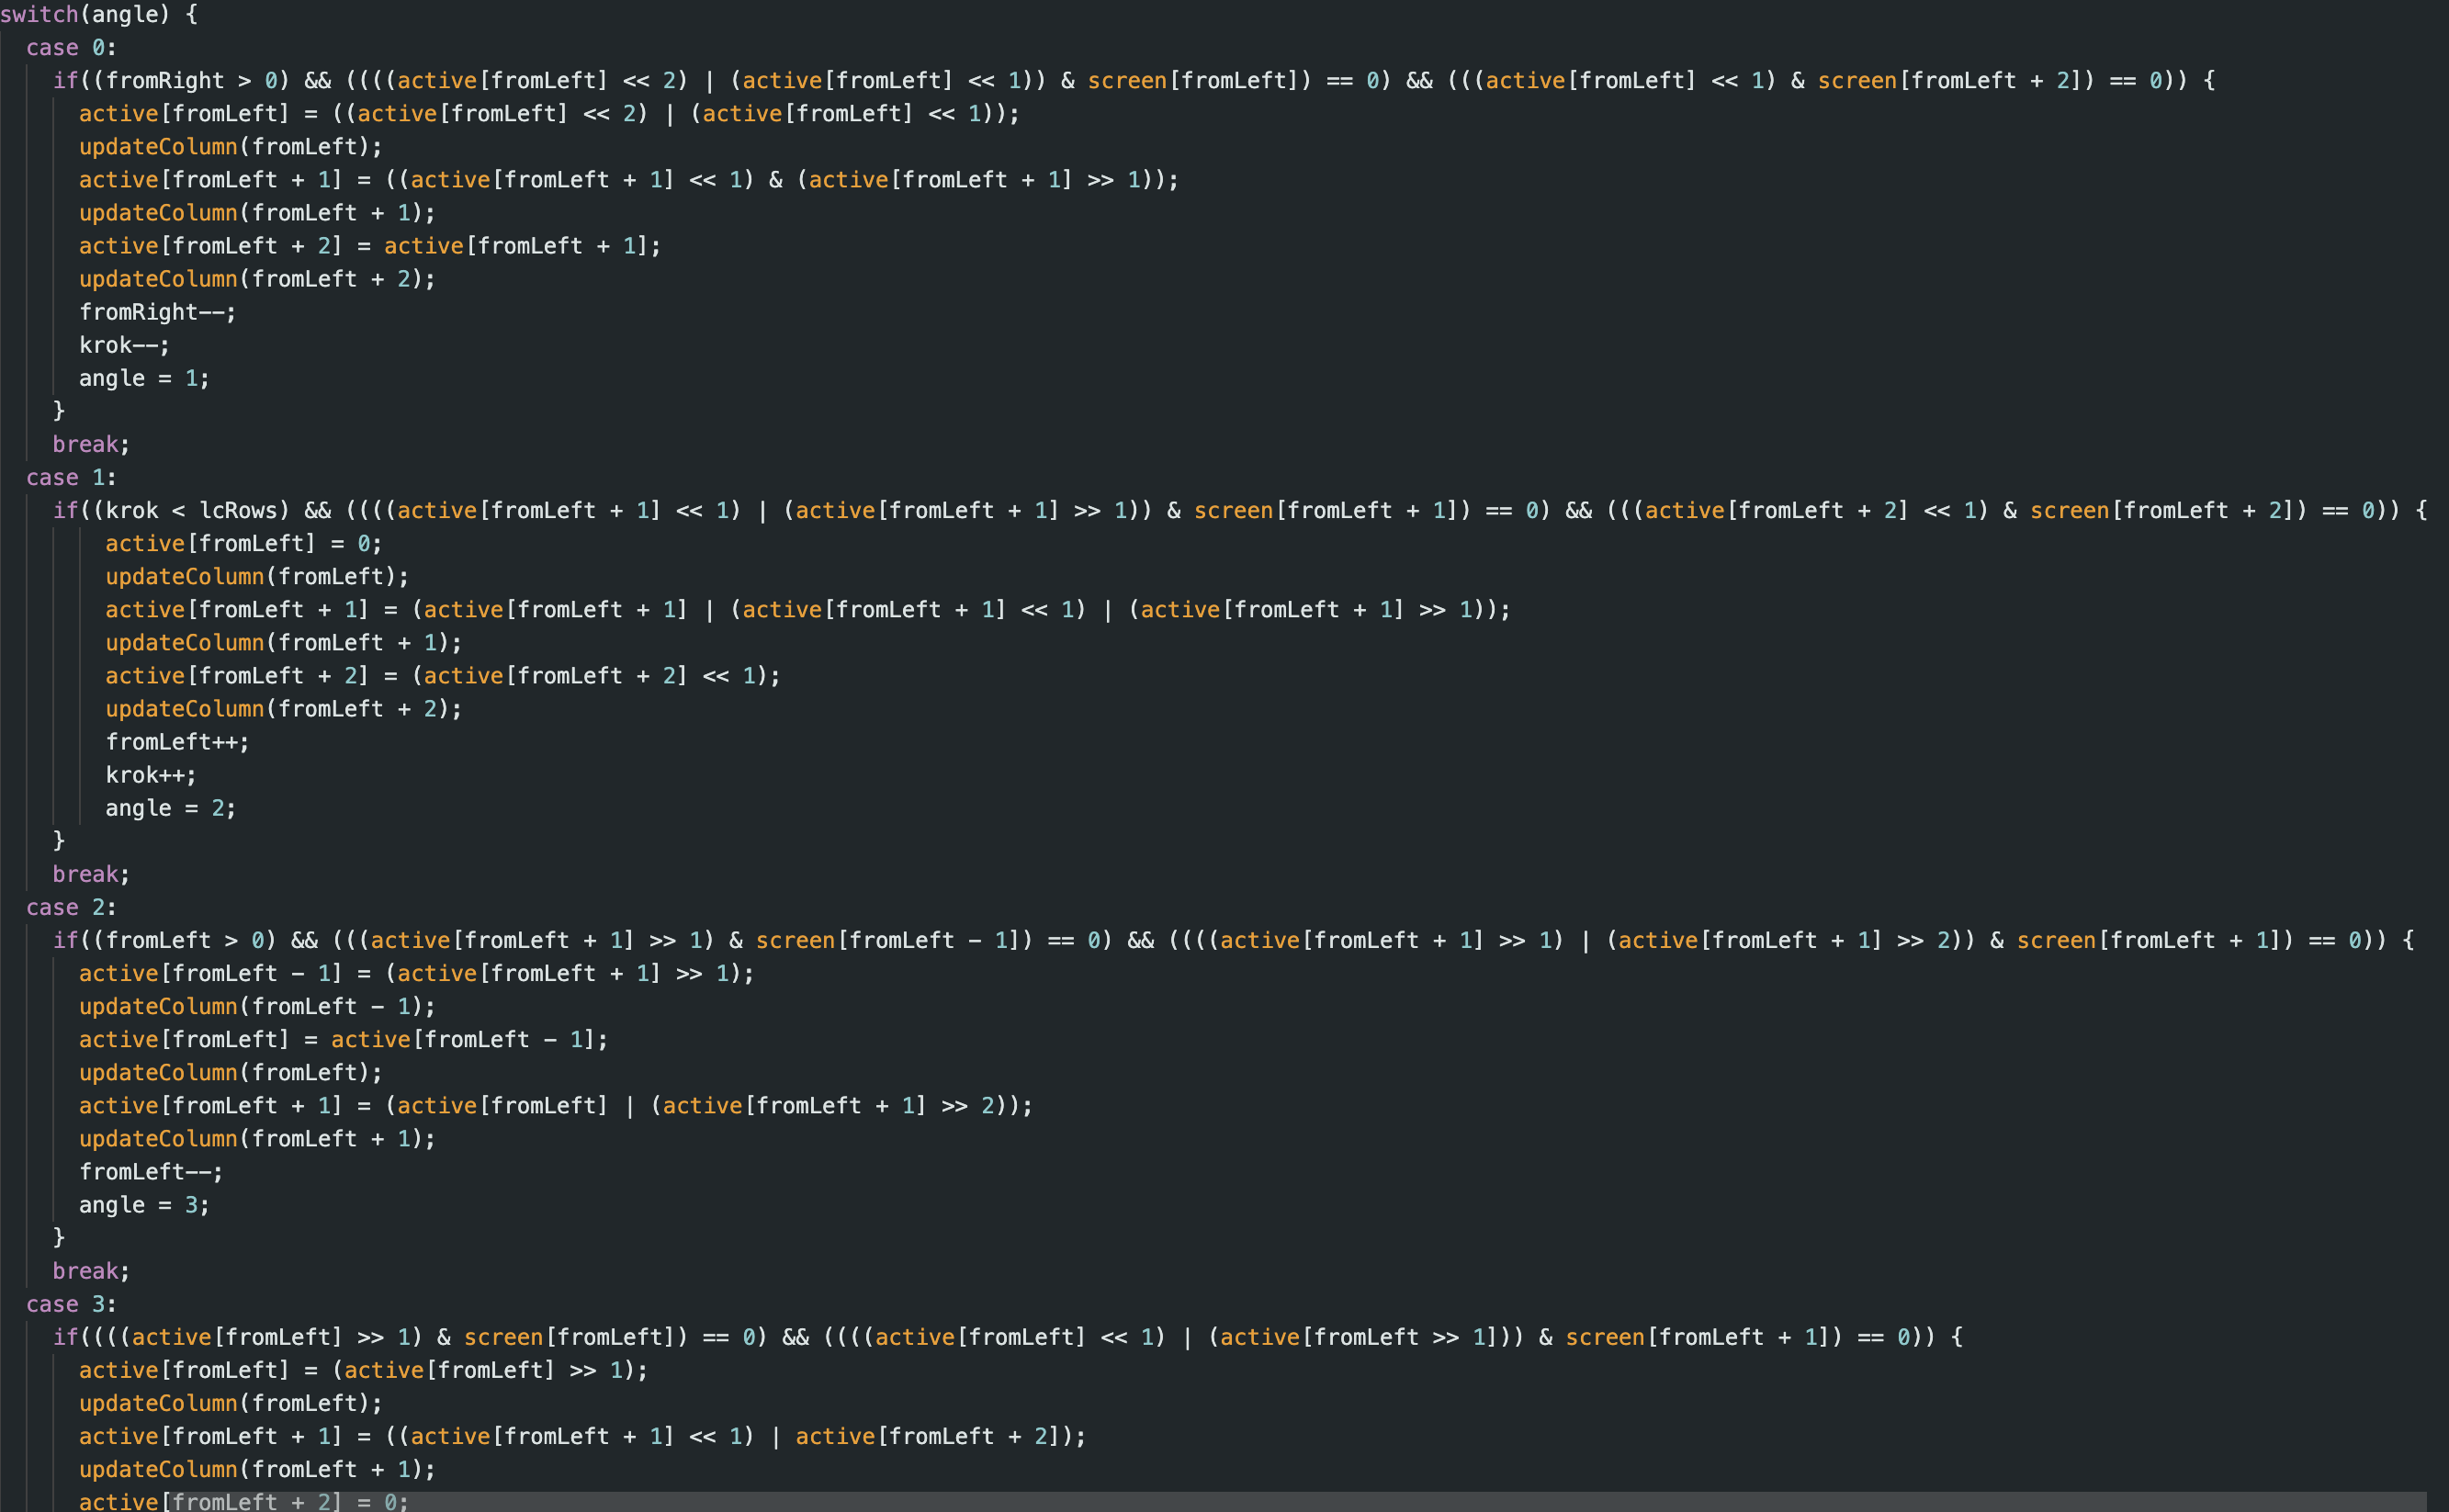 switch(angle) {
case 0:
if((fromRight > 0) && ((((active[fromLeft] << 2) | (active[fromLeft] << 1)) & screen[fromLeft]) == 0) && (((active[fromLeft] << 1) & screen[fromLeft + 2]) == 0)) {
active[fromLeft] = ((active[fromLeft] << 2) | (active[fromLeft] << 1));
updateColumn(fromLeft);
active[fromLeft + 1] = ((active[fromLeft + 1] << 1) & (active[fromLeft + 1] >> 1));
updateColumn(fromLeft + 1);
active[fromLeft + 2] = active[fromLeft + 1];
updateColumn(fromLeft + 2);
fromRight--;
krok--;
angle = 1;
}
break;
case 1:
if((krok < lcRows) && ((((active[fromLeft + 1] << 1) | (active[fromLeft + 1] >> 1)) & screen[fromLeft + 1]) == 0) && (((active[fromLeft + 2] << 1) & screen[fromLeft + 2]) == 0)) {
active[fromLeft] = 0;
updateColumn(fromLeft);
active[fromLeft + 1] = (active[fromLeft + 1] | (active[fromLeft + 1] << 1) | (active[fromLeft + 1] >> 1));
updateColumn(fromLeft + 1);
active[fromLeft + 2] = (active[fromLeft + 2] << 1);
updateColumn(fromLeft + 2);
fromLeft++;
krok++;
angle = 2;
}
break;
case 2:
if((fromLeft > 0) && (((active[fromLeft + 1] >> 1) & screen[fromLeft - 1]) == 0) && ((((active[fromLeft + 1] >> 1) | (active[fromLeft + 1] >> 2)) & screen[fromLeft + 1]) == 0)) {
active[fromLeft - 1] = (active[fromLeft + 1] >> 1);
updateColumn(fromLeft - 1);
active[fromLeft] = active[fromLeft - 1];
updateColumn(fromLeft);
active[fromLeft + 1] = (active[fromLeft] | (active[fromLeft + 1] >> 2));
updateColumn(fromLeft + 1);
fromLeft--;
angle = 3;
}
break;
case 3:
if((((active[fromLeft] >> 1) & screen[fromLeft]) == 0) && ((((active[fromLeft] << 1) | (active[fromLeft >> 1])) & screen[fromLeft + 1]) == 0)) {
active[fromLeft] = (active[fromLeft] >> 1);
updateColumn(fromLeft);
active[fromLeft + 1] = ((active[fromLeft + 1] << 1) | active[fromLeft + 2]);
updateColumn(fromLeft + 1);
active[fromLeft + 2] = 0;